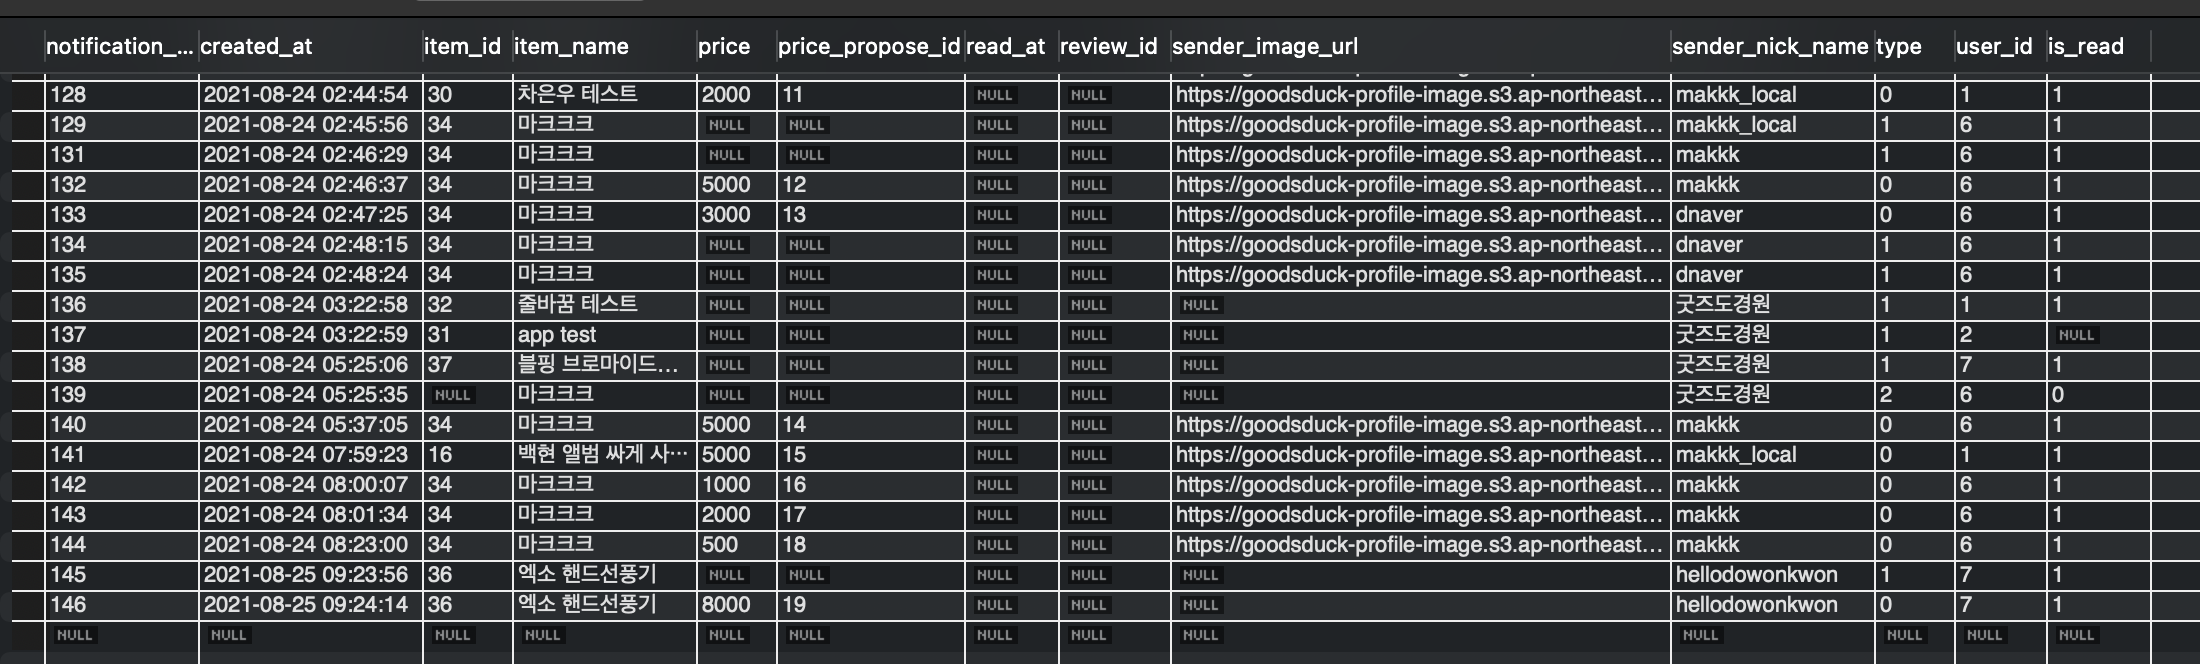 notification_... created_at item_id item_name price price_propose_id read_at review_id sender_image_url sender_nick_name type user_id is_read
128 2021-08-24 02:44:54 30 차은우 테스트 2000 11 NULL NULL https://goodsduck-profile-image.s3.ap-northeast... makkk_local 0 1 1
129 2021-08-24 02:45:56 34 마크크크 NULL NULL NULL NULL https://goodsduck-profile-image.s3.ap-northeast... makkk_local 1 6 1
131 2021-08-24 02:46:29 34 마크크크 NULL NULL NULL NULL https://goodsduck-profile-image.s3.ap-northeast... makkk 1 6 1
132 2021-08-24 02:46:37 34 마크크크 5000 12 NULL NULL https://goodsduck-profile-image.s3.ap-northeast... makkk 0 6 1
133 2021-08-24 02:47:25 34 마크크크 3000 13 NULL NULL https://goodsduck-profile-image.s3.ap-northeast... dnaver 0 6 1
134 2021-08-24 02:48:15 34 마크크크 NULL NULL NULL NULL https://goodsduck-profile-image.s3.ap-northeast... dnaver 1 6 1
135 2021-08-24 02:48:24 34 마크크크 NULL NULL NULL NULL https://goodsduck-profile-image.s3.ap-northeast... dnaver 1 6 1
136 2021-08-24 03:22:58 32 줄바꿈 테스트 NULL NULL NULL NULL NULL 굿즈도경원 1 1 1
137 2021-08-24 03:22:59 31 app test NULL NULL NULL NULL NULL 굿즈도경원 1 2 NULL
138 2021-08-24 05:25:06 37 블핑 브로마이드... NULL NULL NULL NULL NULL 굿즈도경원 1 7 1
139 2021-08-24 05:25:35 NULL 마크크크 NULL NULL NULL NULL NULL 굿즈도경원 2 6 0
140 2021-08-24 05:37:05 34 마크크크 5000 14 NULL NULL https://goodsduck-profile-image.s3.ap-northeast... makkk 0 6 1
141 2021-08-24 07:59:23 16 백현 앨범 싸게 사... 5000 15 NULL NULL https://goodsduck-profile-image.s3.ap-northeast... makkk_local 0 1 1
142 2021-08-24 08:00:07 34 마크크크 1000 16 NULL NULL https://goodsduck-profile-image.s3.ap-northeast... makkk 0 6 1
143 2021-08-24 08:01:34 34 마크크크 2000 17 NULL NULL https://goodsduck-profile-image.s3.ap-northeast... makkk 0 6 1
144 2021-08-24 08:23:00 34 마크크크 500 18 NULL NULL https://goodsduck-profile-image.s3.ap-northeast... makkk 0 6 1
145 2021-08-25 09:23:56 36 엑소 핸드선풍기 NULL NULL NULL NULL NULL hellodowonkwon 1 7 1
146 2021-08-25 09:24:14 36 엑소 핸드선풍기 8000 19 NULL NULL NULL hellodowonkwon 0 7 1
NULL NULL NULL NULL NULL NULL NULL NULL NULL NULL NULL NULL NULL